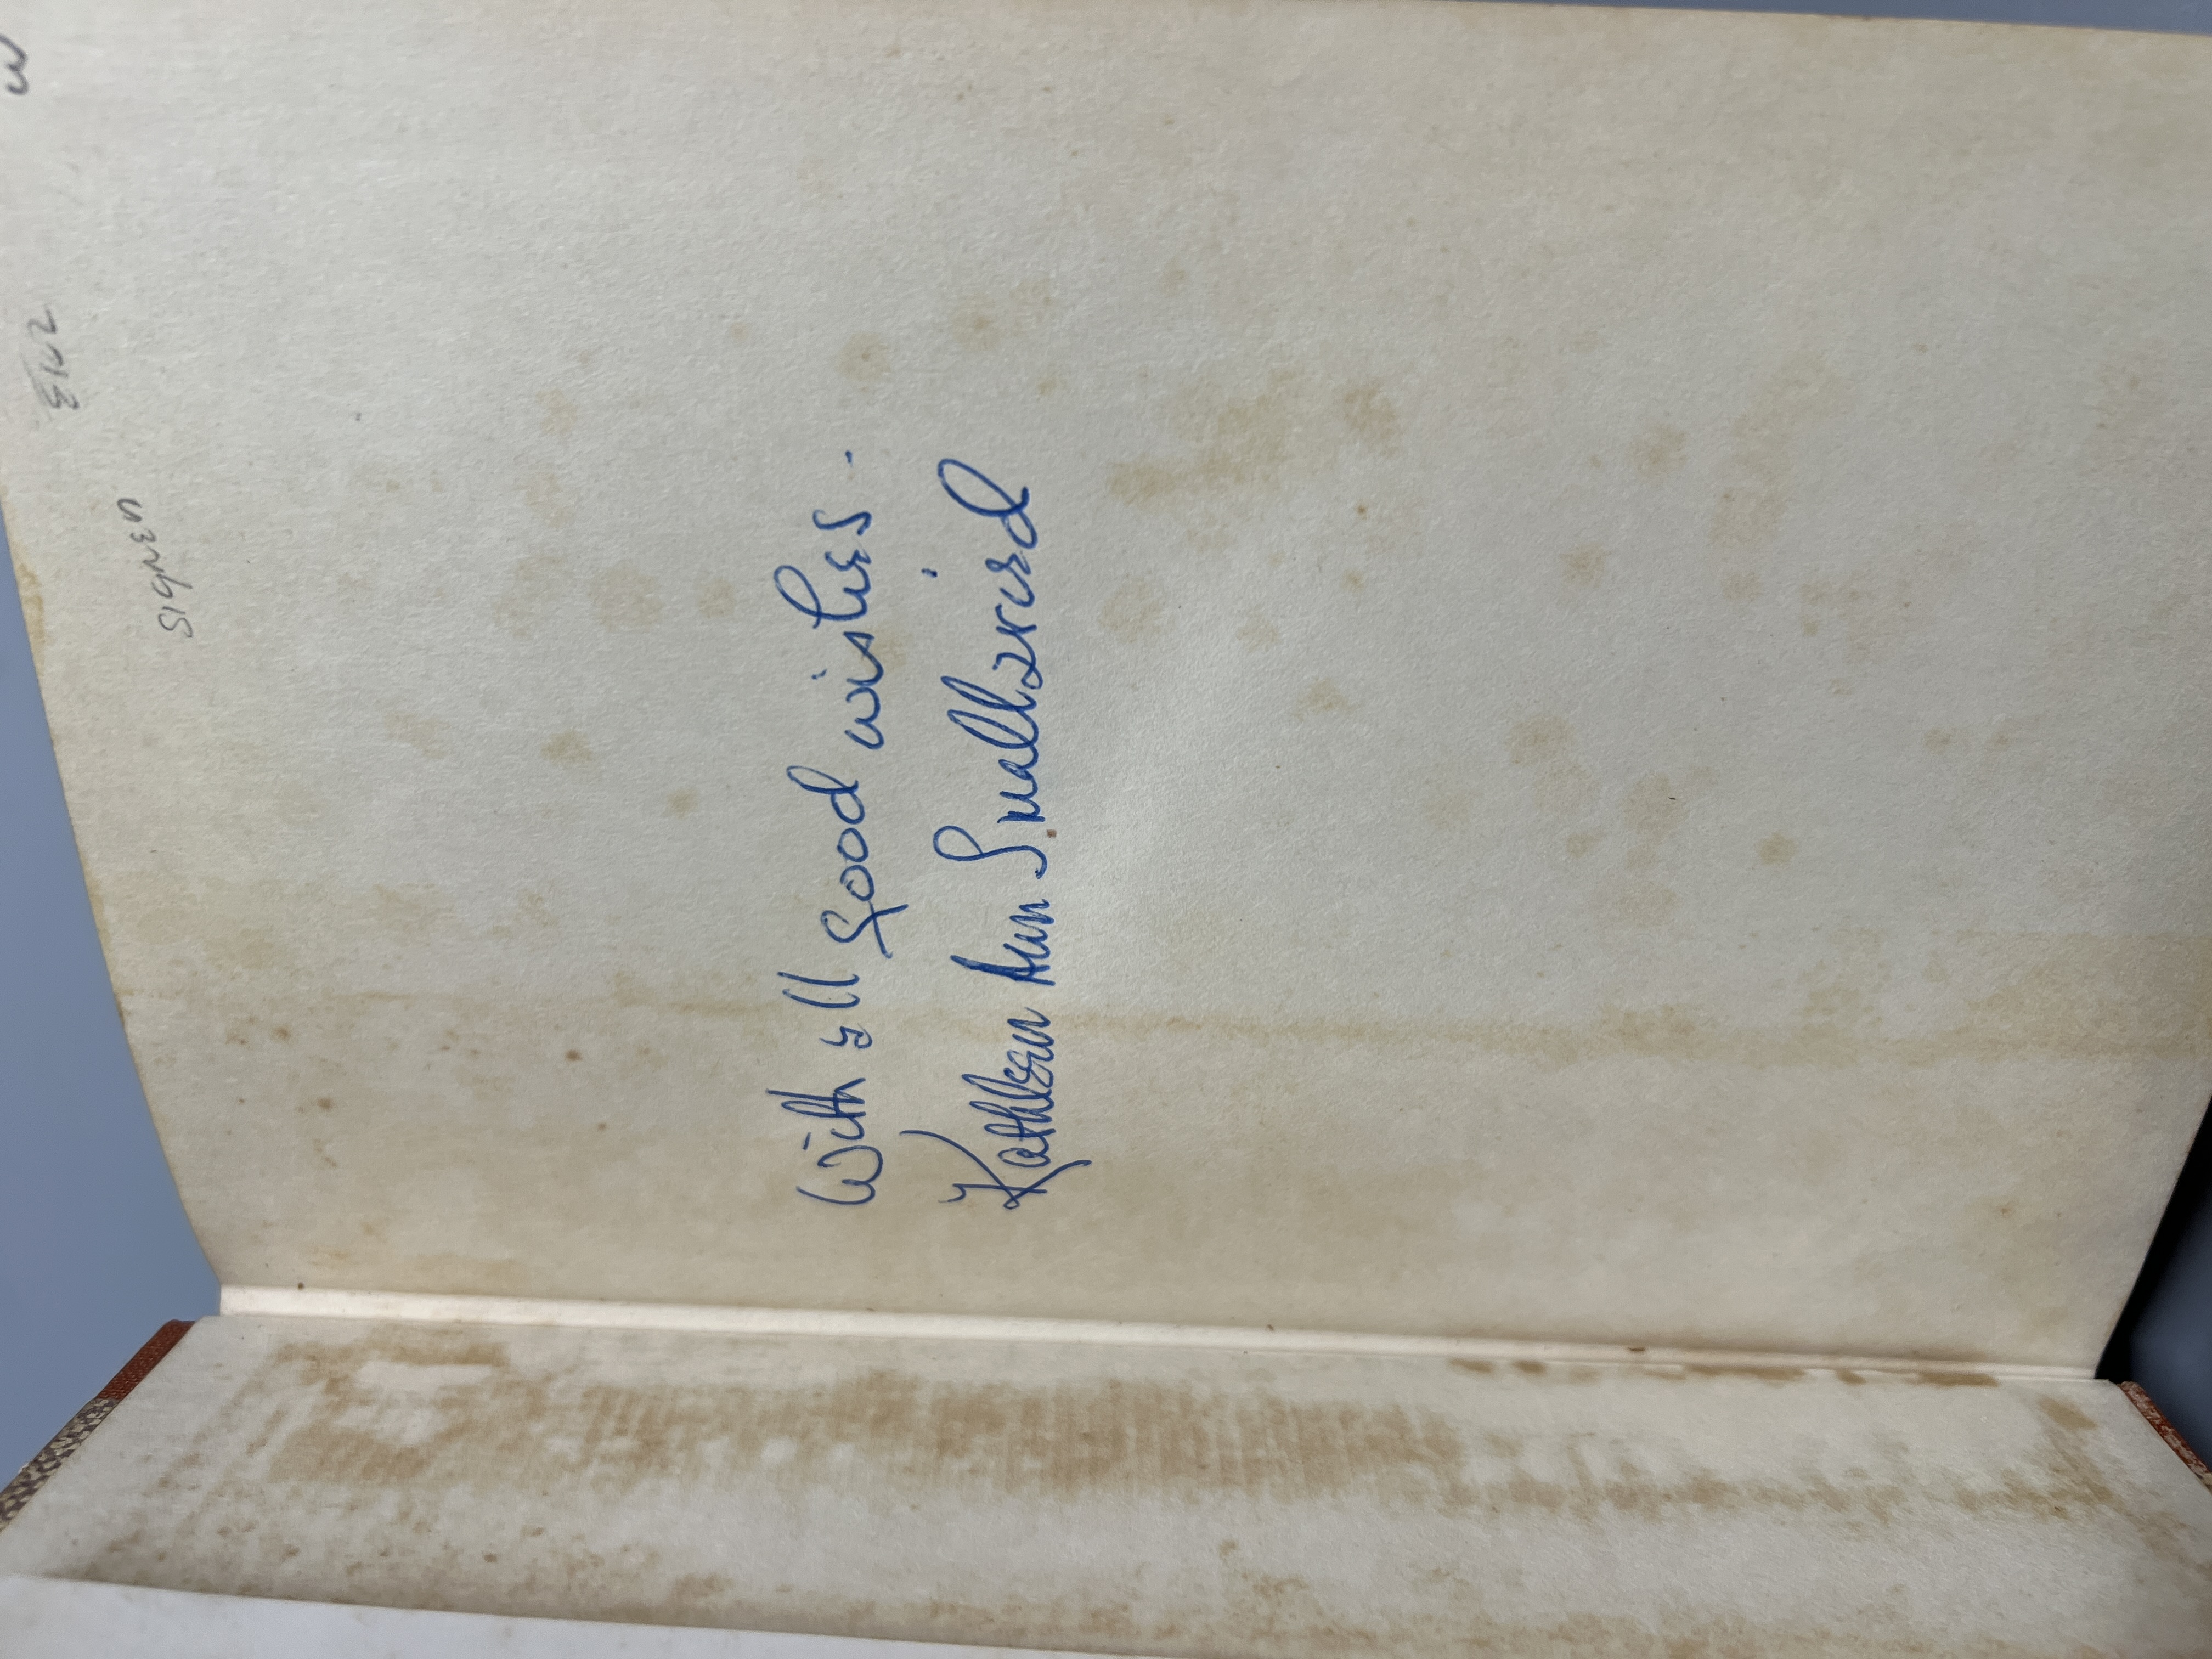 SIGNED
With all good wishes.
Kathleen Ann Smallzried